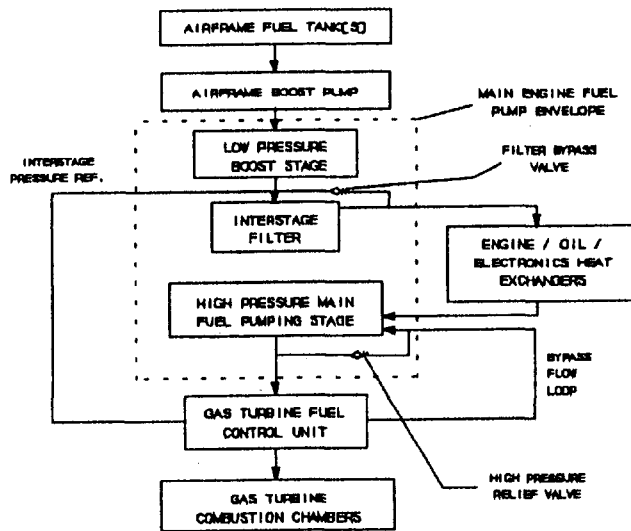 AIRFRAME FUEL TANK(S)
AIRFRAME BOOST PUMP
MAIN ENGINE FUEL
PUMP ENVELOPE
LOW PRESSURE
BOOST STAGE
INTERSTAGE
PRESSURE REF.
FILTER BYPASS
VALVE
INTERSTAGE
FILTER
ENGINE / OIL /
ELECTRONICS HEAT
EXCHANDERS
HIGH PRESSURE MAIN
FUEL PUMPING STAGE
BYPASS
FLOW
LOOP
GAS TURBINE FUEL
CONTROL UNIT
HIGH PRESSURE
RELIEF VALVE
GAS TURBINE
COMBUSTION CHAMBERS